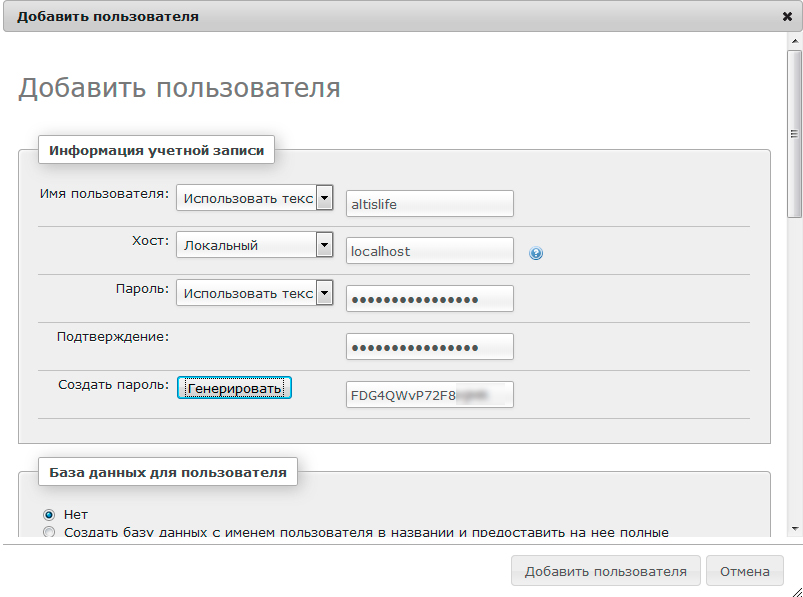 Добавить пользователя
Добавить пользователя
Информация учетной записи
Имя пользователя: Использовать текс altislife
Хост: Локальный localhost
Пароль: Использовать текс ●●●●●●●●●●●●●●●●
Подтверждение: ●●●●●●●●●●●●●●●●
Создать пароль: Генерировать FDG4QWvP72F8
База данных для пользователя
Нет
Создать базу данных с именем пользователя в названии и предоставить на нее полные
Добавить пользователя Отмена